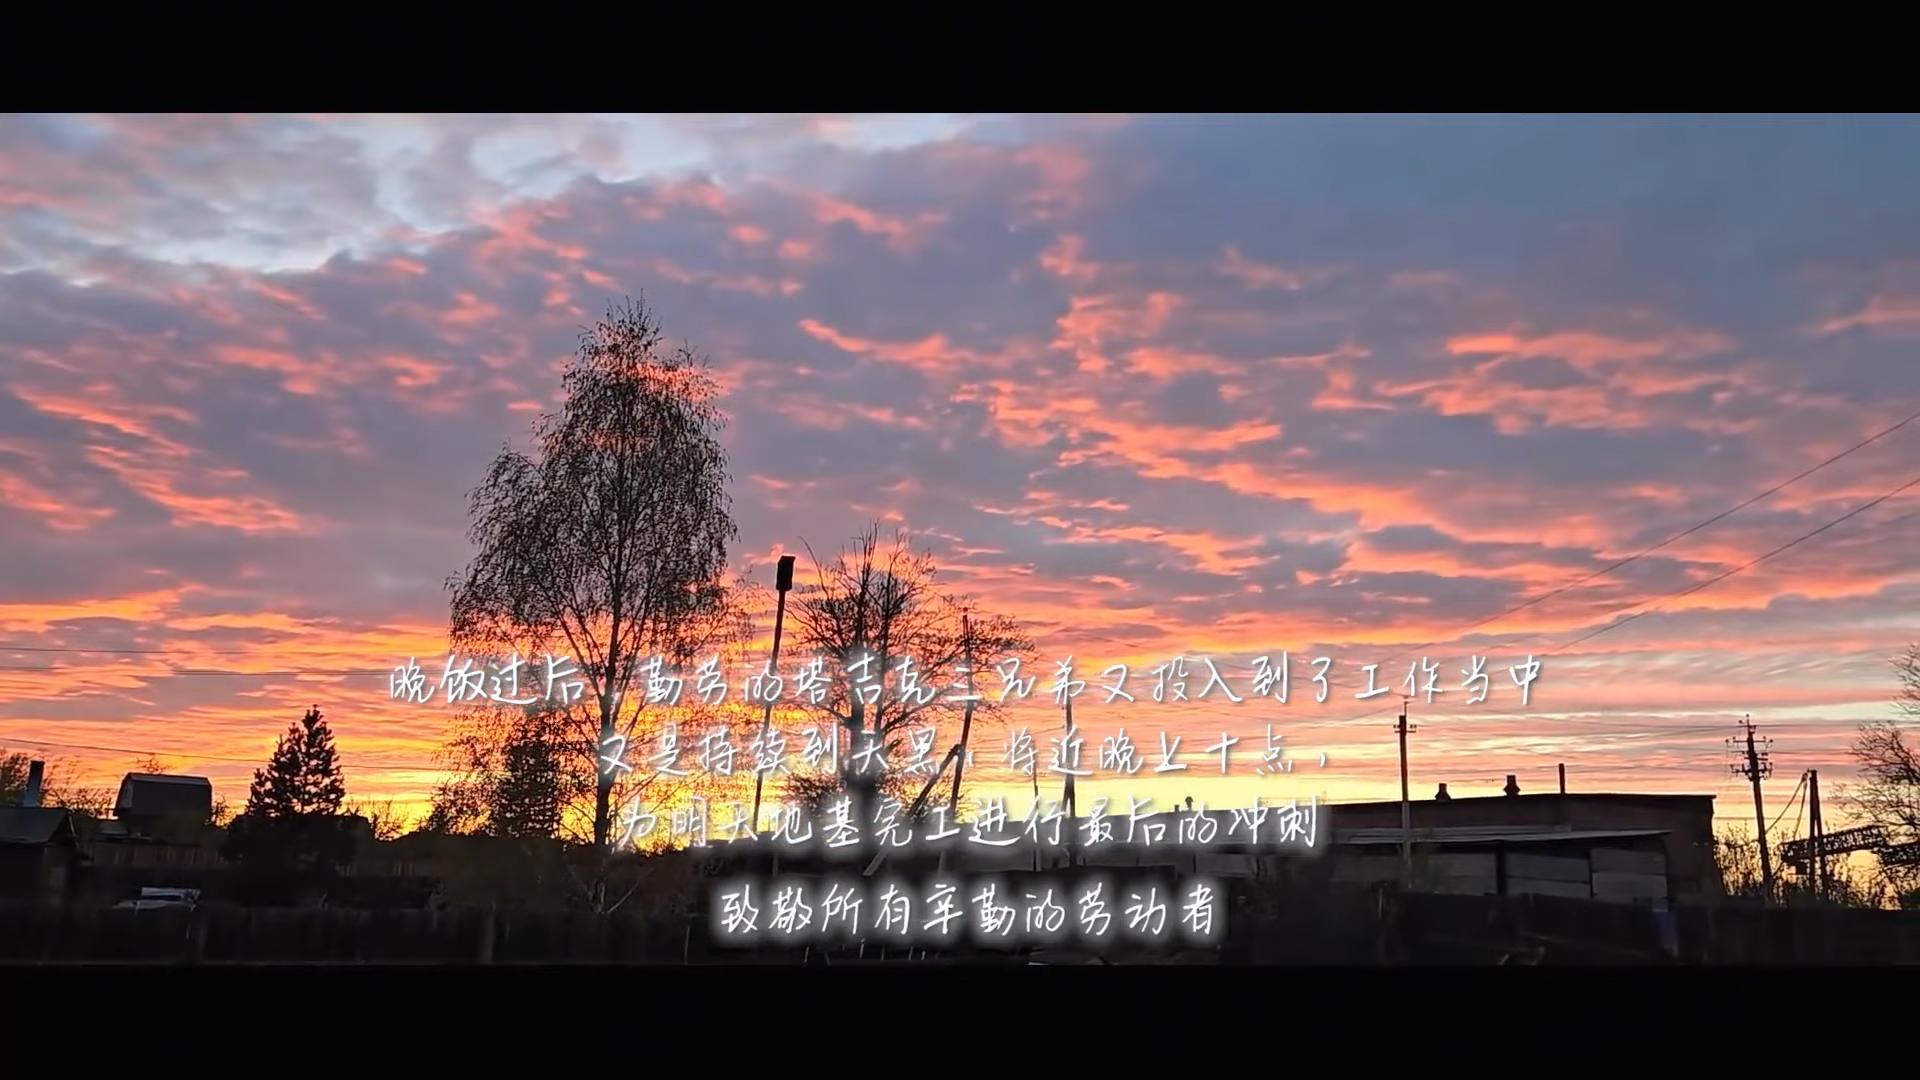 晚饭过后，勤劳的塔吉克三兄弟又投入到了工作当中
又是持续到天黑，将近晚上十点，
为明天地基完工进行最后的冲刺
致敬所有辛勤的劳动者